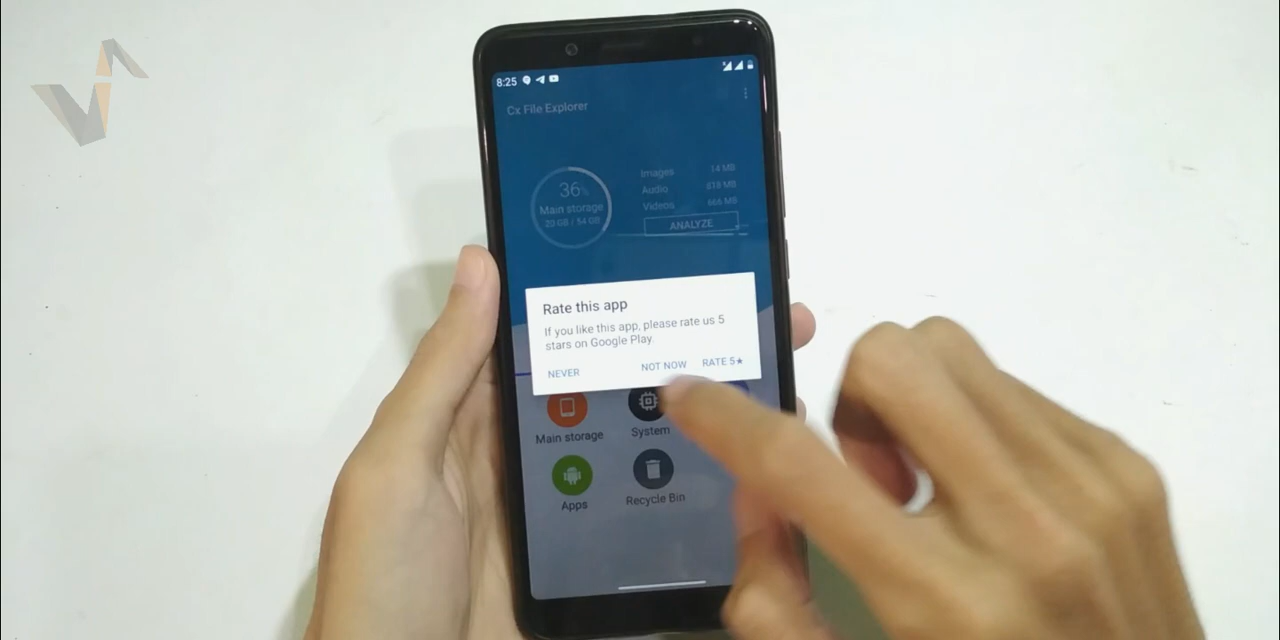 8:25
Cx File Explorer
36%
Main storage
20 GB / 54 GB
Images 14 MB
Audio 618 MB
Videos 666 MB
ANALYZE
Rate this app
If you like this app, please rate us 5
stars on Google Play.
NEVER NOT NOW RATE 5★
Main storage System
Apps Recycle Bin